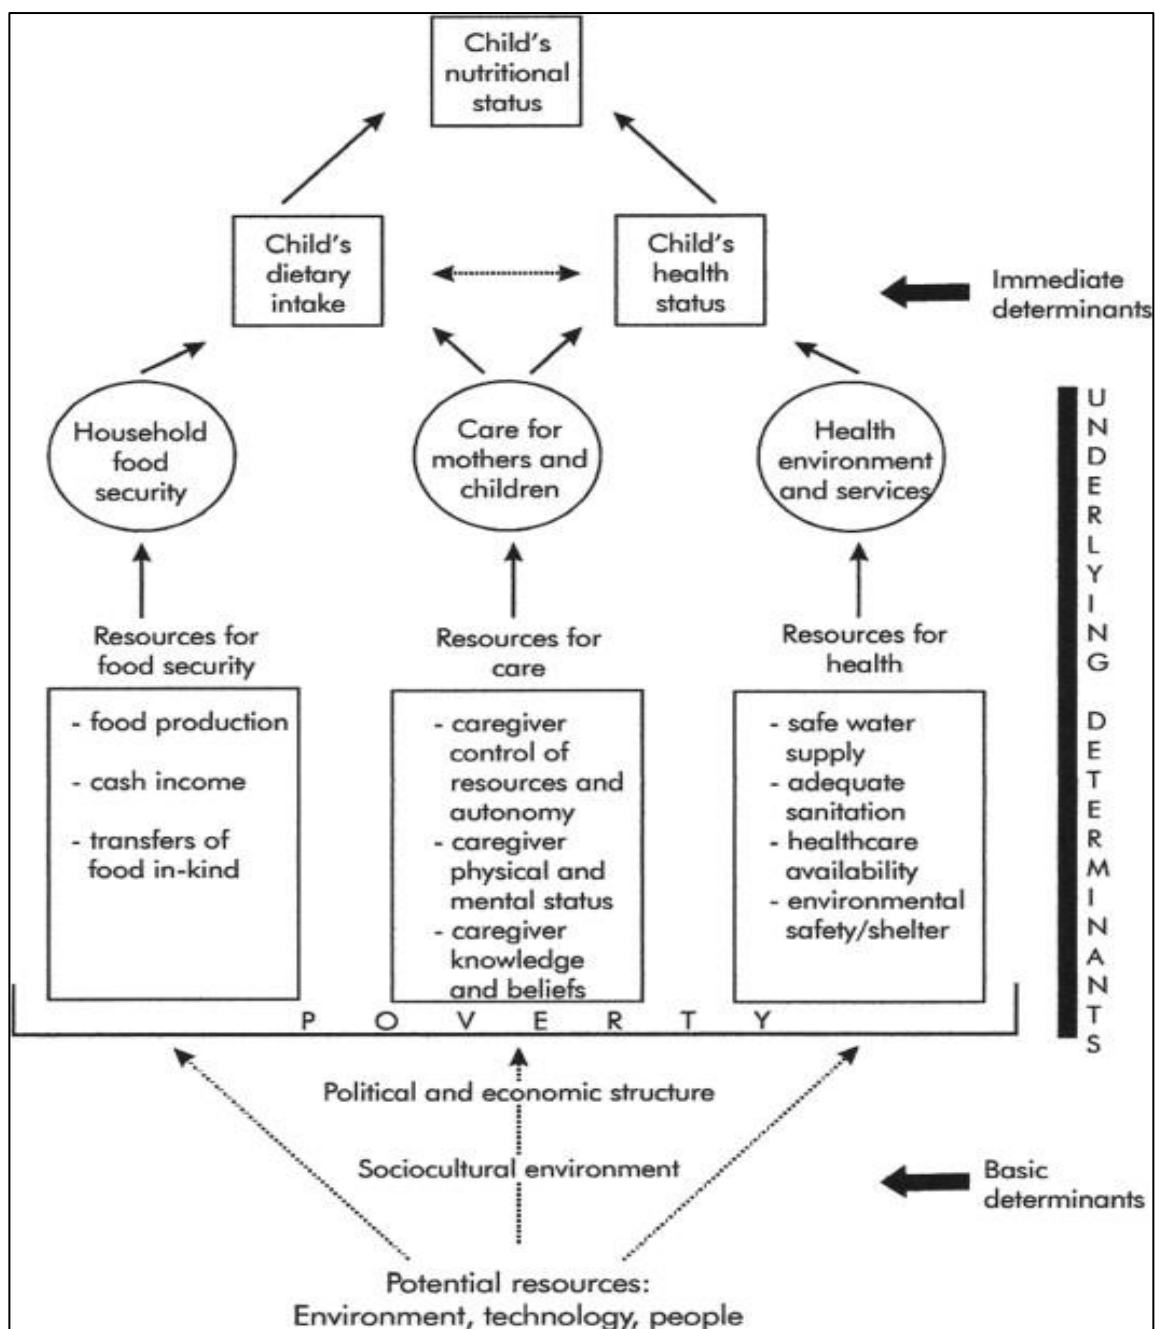 Child's
nutritional
status
Child's
dietary
intake
Child's
health
status
Immediate
determinants
Household
food
security
Care for
mothers and
children
Health
environment
and services
UNDERLYING DETERMINANTS
Resources for
food security
Resources for
care
Resources for
health
- food production
- cash income
- transfers of
food in-kind
- caregiver
control of
resources and
autonomy
- caregiver
physical and
mental status
- caregiver
knowledge
and beliefs
- safe water
supply
- adequate
sanitation
- healthcare
availability
- environmental
safety/shelter
POVERTY
Political and economic structure
Sociocultural environment
Basic
determinants
Potential resources:
Environment, technology, people